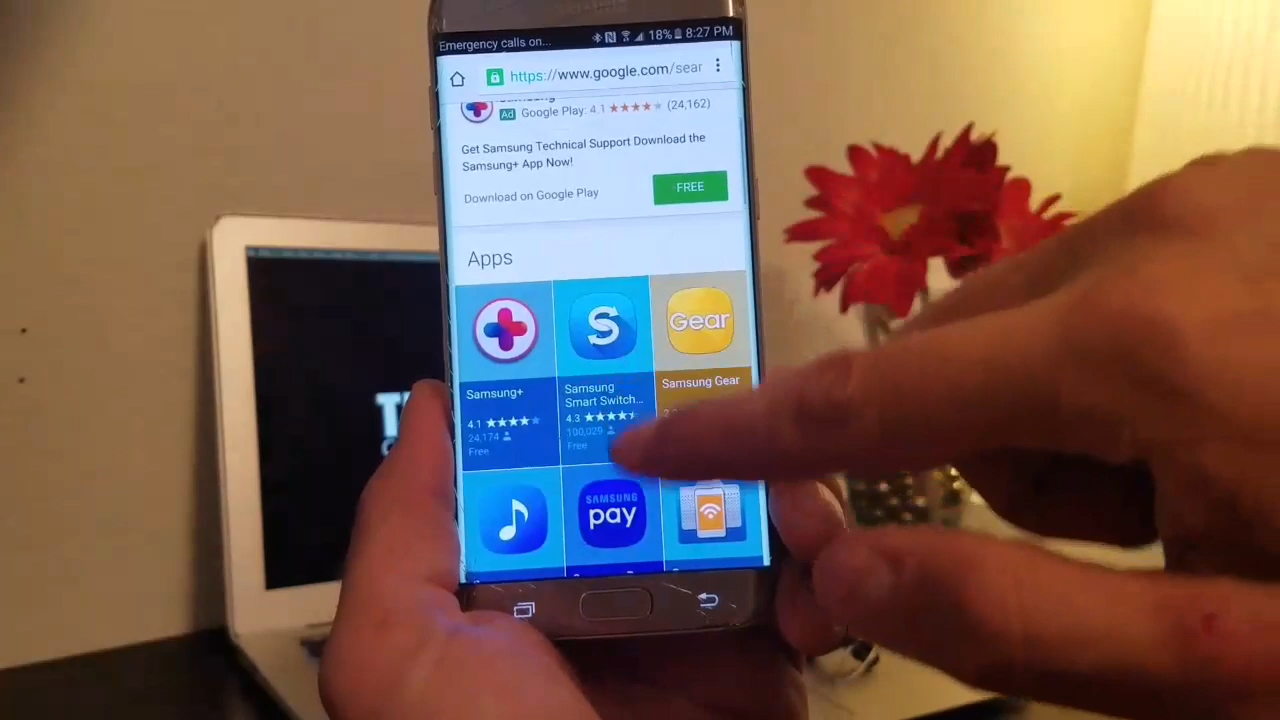 Emergency calls on... 18% 8:27 PM
https://www.google.com/sear
Ad Google Play: 4.1 (24,162)
Get Samsung Technical Support Download the
Samsung+ App Now!
Download on Google Play
FREE
Apps
S
Gear
Samsung+
4.1
24,174
Free
Samsung
Smart Switch...
4.3
100,029
Free
Samsung Gear
SAMSUNG
pay